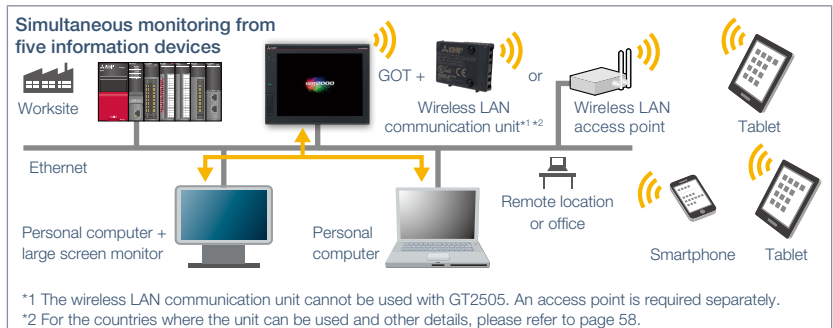 Simultaneous monitoring from
five information devices
GOT +
or
Worksite
Wireless LAN
communication unit*1 *2
Wireless LAN
access point
Tablet
GOT2000
Ethernet
Personal computer +
large screen monitor
Personal
computer
Remote location
or office
Smartphone
Tablet
*1 The wireless LAN communication unit cannot be used with GT2505. An access point is required separately.
*2 For the countries where the unit can be used and other details, please refer to page 58.